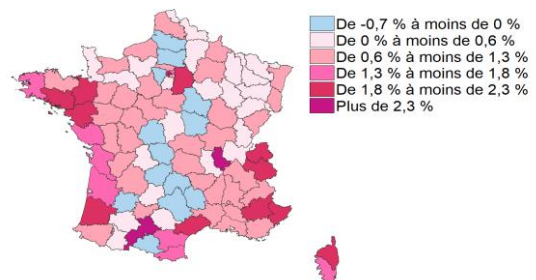 De -0,7 % à moins de 0 %
De 0 % à moins de 0,6 %
De 0,6 % à moins de 1,3 %
De 1,3 % à moins de 1,8 %
De 1,8 % à moins de 2,3 %
Plus de 2,3 %